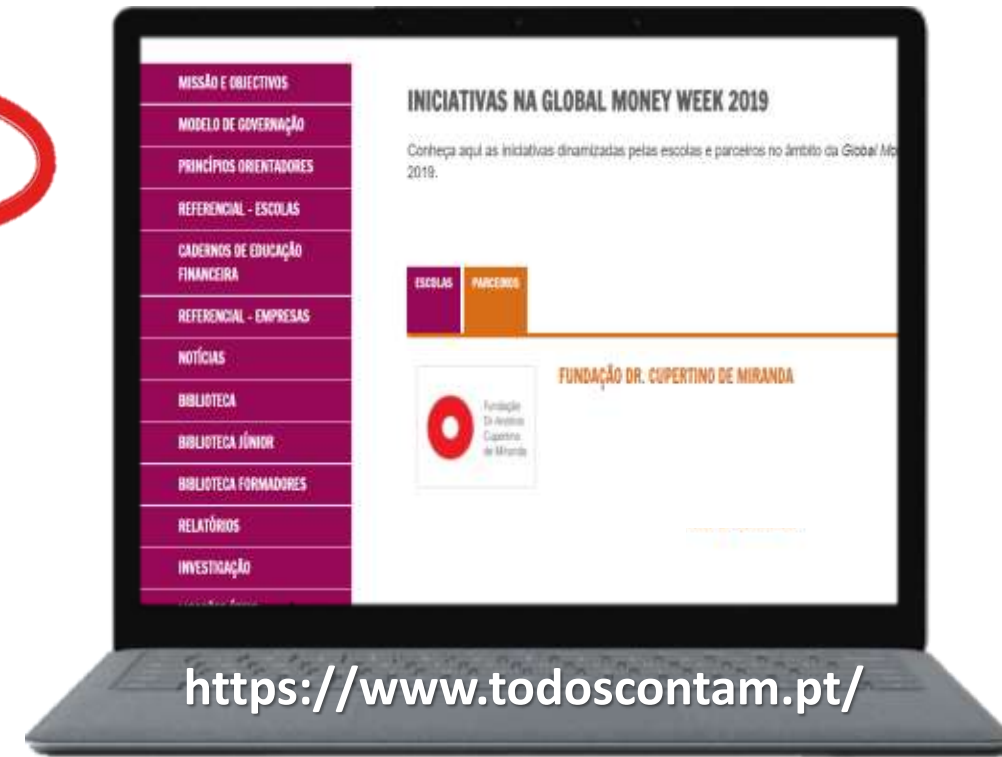 MISSÃO E OBJECTIVOS
MODELO DE GOVERNAÇÃO
PRINCÍPIOS ORIENTADORES
REFERENCIAL - ESCOLAS
CADERNOS DE EDUCAÇÃO
FINANCEIRA
REFERENCIAL - EMPRESAS
NOTÍCIAS
BIBLIOTECA
BIBLIOTECA JÚNIOR
BIBLIOTECA FORMADORES
RELATÓRIOS
INVESTIGAÇÃO
INICIATIVAS NA GLOBAL MONEY WEEK 2019
Conheça aqui as iniciativas dinamizadas pelas escolas e parceiros no âmbito da Global Mo
2019.
ESCOLAS
PARCEIROS
FUNDAÇÃO DR. CUPERTINO DE MIRANDA
Fundação
Dr. António
Cupertino
de Miranda
https://www.todoscontam.pt/